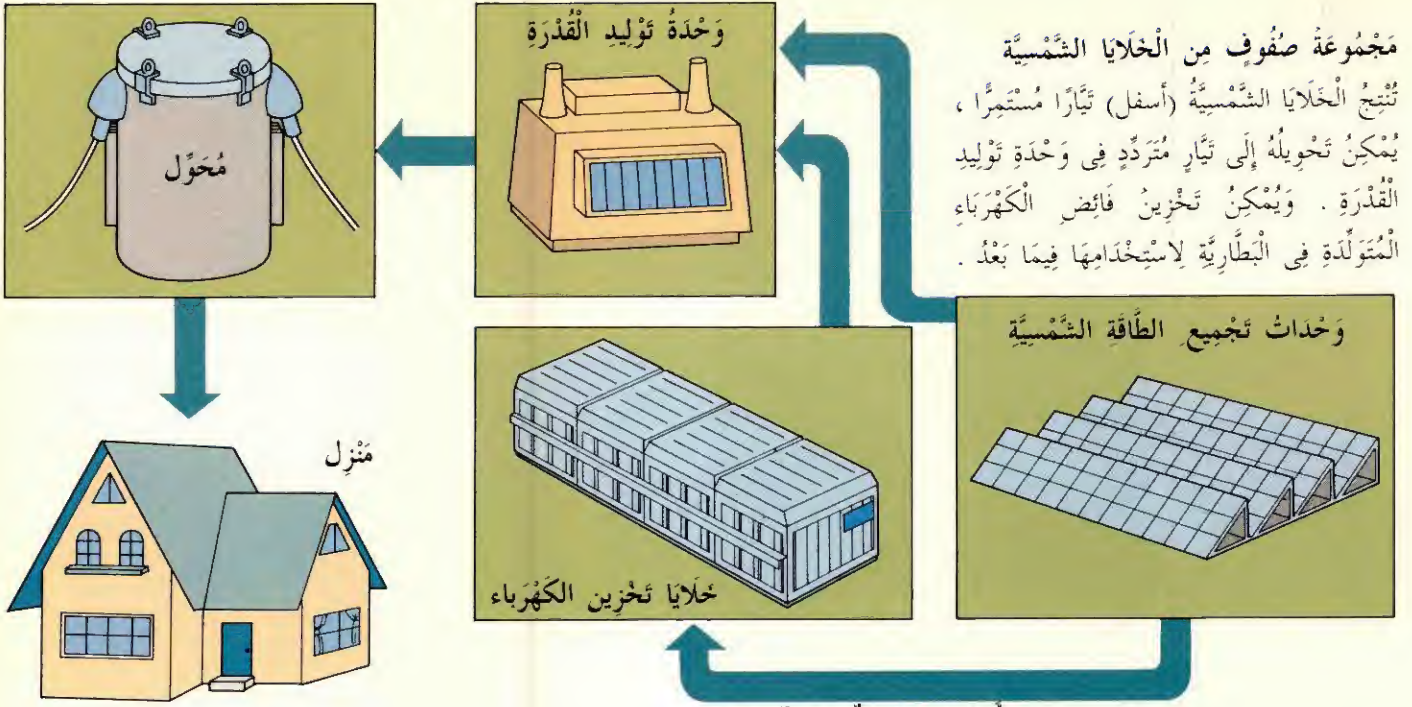 مَجْمُوعَةُ صُفُوفٍ مِن الْخَلَايَا الشَّمْسِيَّة
تُنْتِجُ الْخَلَايَا الشَّمْسِيَّةُ (أسفل) تَيَّارًا مُسْتَمِرًّا ،
يُمْكِنُ تَحْوِيلُهُ إِلَى تَيَّارٍ مُتَرَدِّدٍ فِى وَحْدَةِ تَوْلِيدِ
الْقُدْرَةِ . وَيُمْكِنُ تَخْزِينُ فَائِضِ الْكَهْرَبَاءِ
الْمُتَوَلِّدَةِ فِى الْبَطَّارِيَّةِ لِاسْتِخْدَامِهَا فِيمَا بَعْدُ .
وَحْدَةُ تَوْلِيدِ الْقُدْرَةِ
مُحَوِّل
وَحْدَاتُ تَجْمِيعِ الطَّاقَةِ الشَّمْسِيَّةِ
خَلَايَا تَخْزِين الكَهْرَباء
مَنْزِل